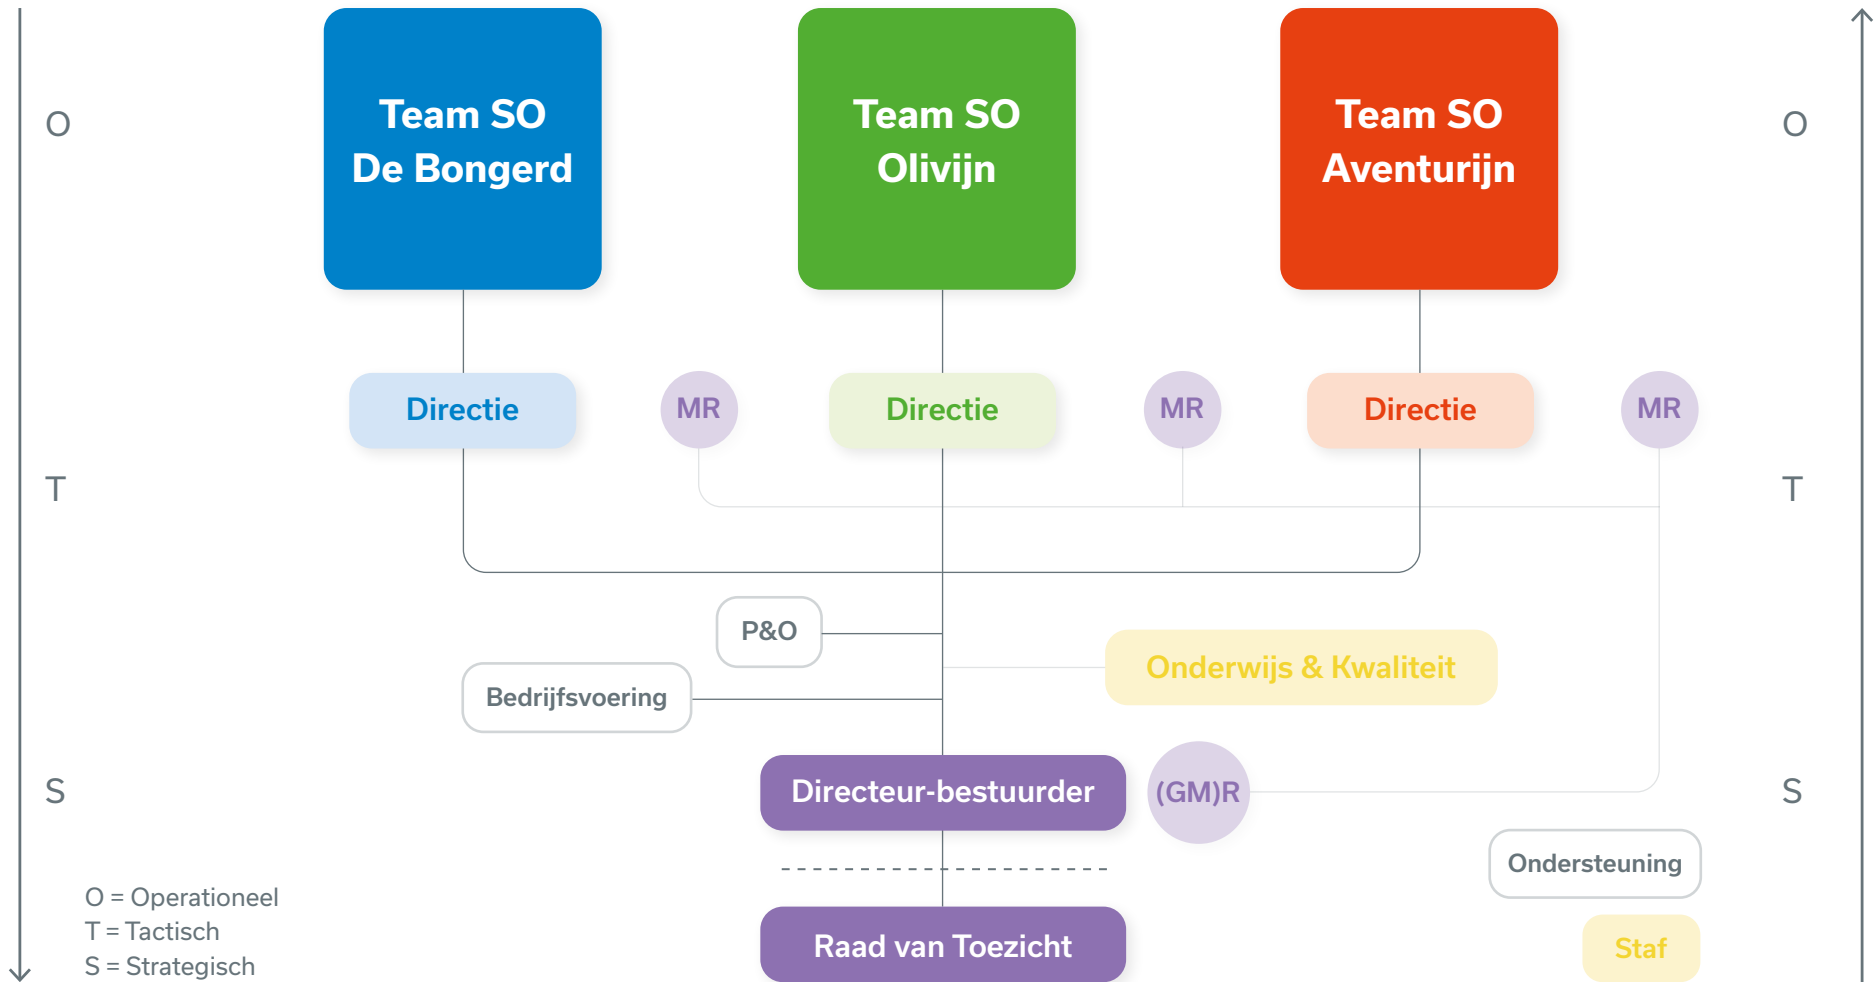 Team SO
De Bongerd
Team SO
Olivijn
Team SO
Aventurijn
O
O
Directie
MR
Directie
MR
Directie
MR
T
T
P&O
Onderwijs & Kwaliteit
Bedrijfsvoering
S
Directeur-bestuurder
(GM)R
S
Ondersteuning
O = Operationeel
T = Tactisch
S = Strategisch
Raad van Toezicht
Staf